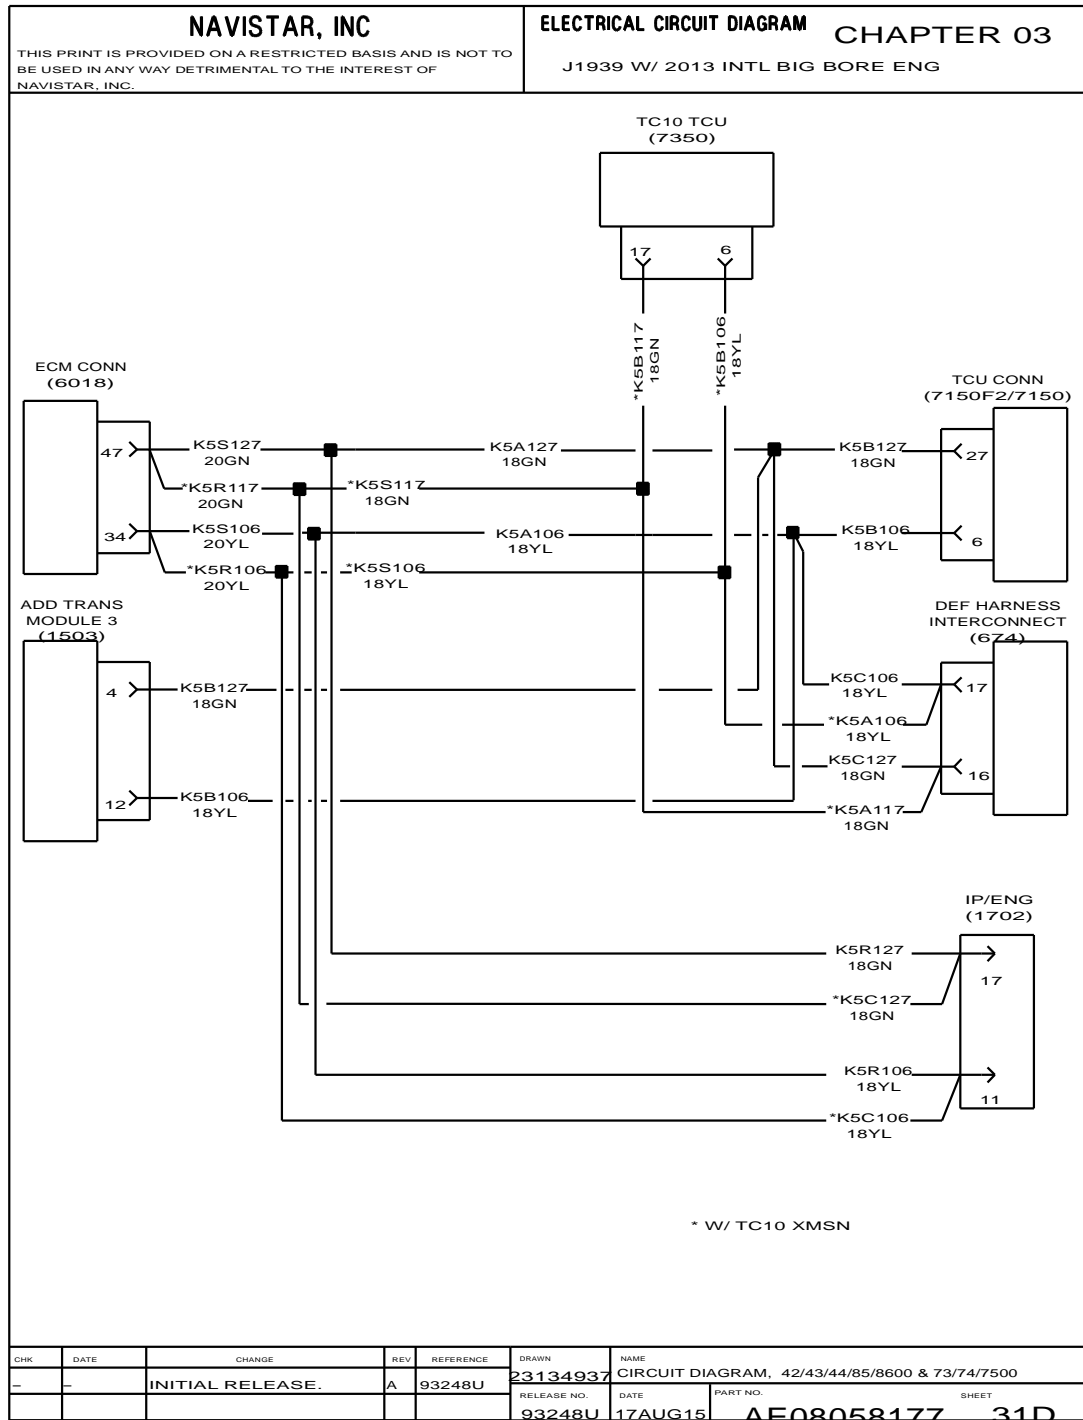 NAVISTAR, INC
THIS PRINT IS PROVIDED ON A RESTRICTED BASIS AND IS NOT TO
BE USED IN ANY WAY DETRIMENTAL TO THE INTEREST OF
NAVISTAR, INC.
ELECTRICAL CIRCUIT DIAGRAM
CHAPTER 03
J1939 W/ 2013 INTL BIG BORE ENG
TC10 TCU
(7350)
17
6
*K5B117
18GN
*K5B106
18YL
ECM CONN
(6018)
47
34
K5S127
20GN
*K5R117
20GN
K5S106
20YL
*K5R106
20YL
K5A127
18GN
*K5S117
18GN
K5A106
18YL
*K5S106
18YL
TCU CONN
(7150F2/7150)
K5B127
18GN
27
K5B106
18YL
6
ADD TRANS
MODULE 3
(1503)
4
K5B127
18GN
12
K5B106
18YL
DEF HARNESS
INTERCONNECT
(674)
K5C106
18YL
17
*K5A106
18YL
K5C127
18GN
16
*K5A117
18GN
IP/ENG
(1702)
K5R127
18GN
17
*K5C127
18GN
K5R106
18YL
11
*K5C106
18YL
* W/ TC10 XMSN
CHK DATE CHANGE REV REFERENCE
– – INITIAL RELEASE. A 93248U
DRAWN
23134937
NAME
CIRCUIT DIAGRAM, 42/43/44/85/8600 & 73/74/7500
RELEASE NO.
93248U
DATE
17AUG15
PART NO.
AE08058177
SHEET
31D